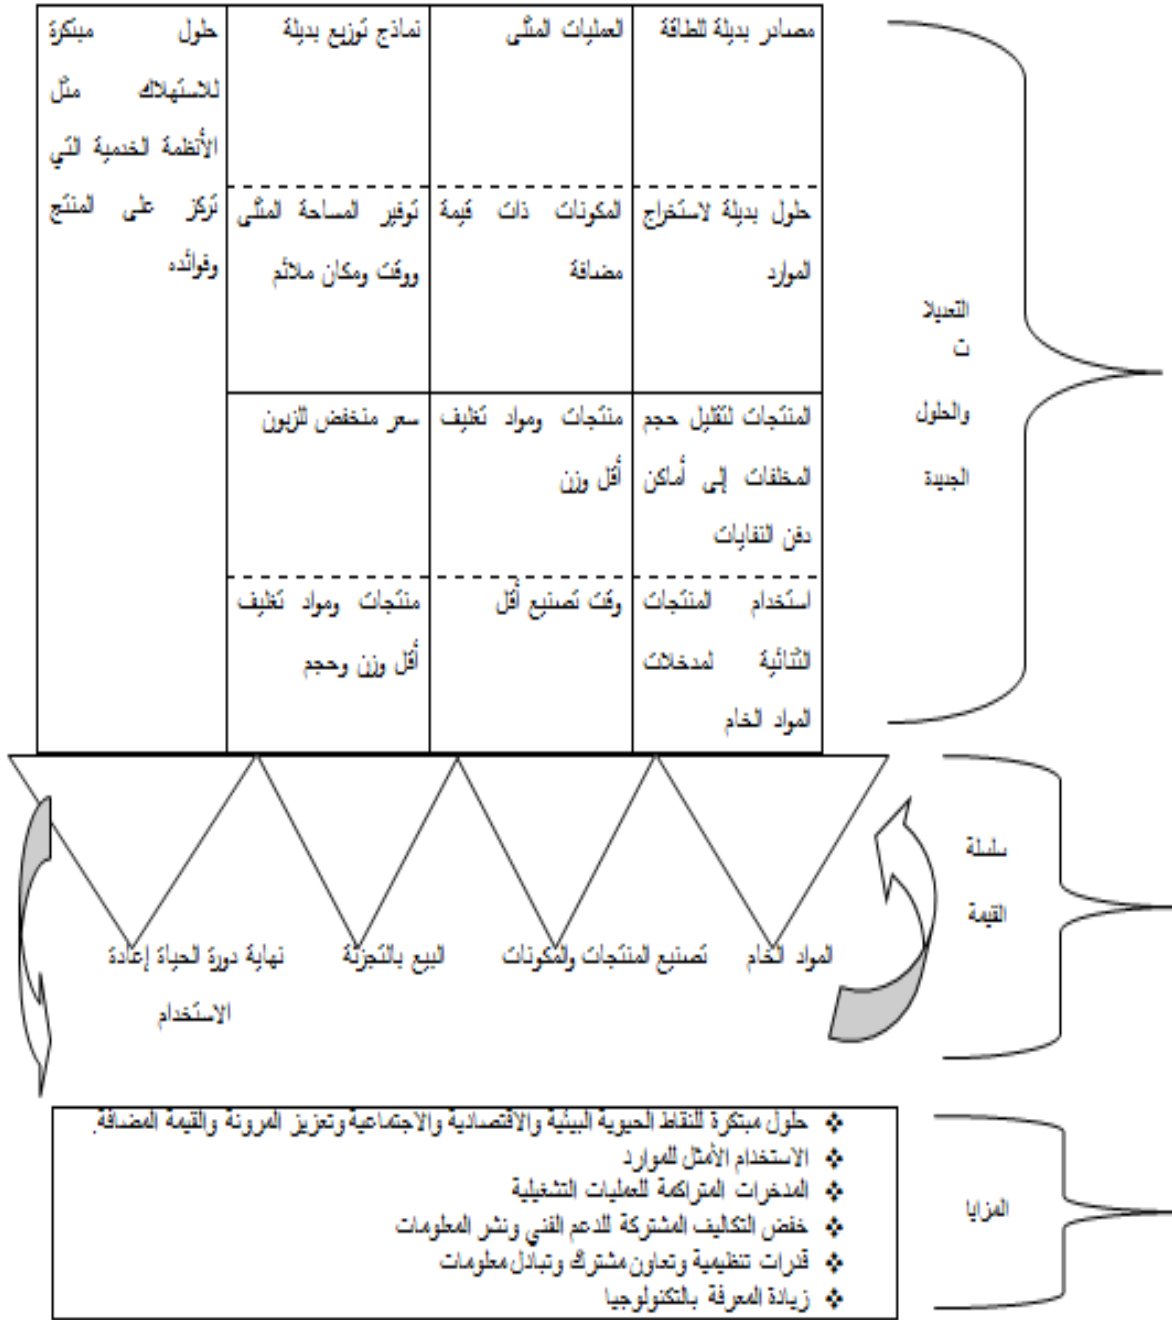 مصادر بديلة للطاقة
حلول بديلة لاستخراج
الموارد
المنتجات لتقليل حجم
المخلفات إلى أماكن
دفن النفايات
استخدام المنتجات
الثنائية لمدخلات
المواد الخام
العمليات المثلى
المكونات ذات قيمة
مضافة
منتجات ومواد تغليف
أقل وزن
وقت تصنيع أقل
نماذج توزيع بديلة
توفير المساحة المثلى
ووقت ومكان ملائم
سعر منخفض للزبون
منتجات ومواد تغليف
أقل وزن وحجم
حلول مبتكرة
للاستهلاك مثل
الأنظمة الخدمية التي
تركز على المنتج
وفوائده
التعديلا
ت
والحلول
الجديدة
سلسلة
القيمة
المواد الخام
تصنيع المنتجات والمكونات
البيع بالتجزئة
نهاية دورة الحياة إعادة
الاستخدام
❖ حلول مبتكرة للنقاط الحيوية البيئية والاقتصادية والاجتماعية وتعزيز المرونة والقيمة المضافة.
❖ الاستخدام الأمثل للموارد
❖ المدخرات المتراكمة للعمليات التشغيلية
❖ خفض التكاليف المشتركة للدعم الفني ونشر المعلومات
❖ قدرات تنظيمية وتعاون مشترك وتبادل معلومات
❖ زيادة المعرفة بالتكنولوجيا
المزايا